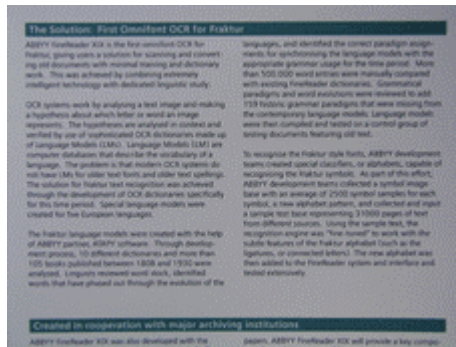 The Solution: First Omnifont OCR for Fraktur
ABBYY FineReader XIX is the first omnifont OCR for
Fraktur, giving users a solution for scanning and convert-
ing old documents with minimal training and dictionary
work. This was achieved by combining extremely
intelligent technology with dedicated linguistic study.
OCR systems work by analysing a text image and making
a hypothesis about which letter or word an image
represents. The hypotheses are analysed in context and
verified by use of sophisticated OCR dictionaries made up
of Language Models (LMs). Language Models (LM) are
computer databases that describe the vocabulary of a
language. The problem is that modern OCR systems do
not have LMs for older text fonts and older text spellings.
The solution for Fraktur text recognition was achieved
through the development of OCR dictionaries specifically
for this time period. Special language models were
created for five European languages.
The Fraktur language models were created with the help
of ABBYY partner, ATAPY software. Through develop-
ment process, 10 different dictionaries and more than
105 books published between 1808 and 1930 were
analysed. Linguists reviewed word stock, identified
words that have phased out through the evolution of the
languages, and identified the correct paradigm assign-
ments for synchronising the language models with the
appropriate grammar usage for the time period. More
than 500.000 word entries were manually compared
with existing FineReader dictionaries. Grammatical
paradigms and word evolutions were reviewed to add
159 historic grammar paradigms that were missing from
the contemporary language models. Language models
were then compiled and tested on a control group of
testing documents featuring old text.
To recognise the Fraktur style fonts, ABBYY development
teams created special classifiers, or alphabets, capable of
recognising the Fraktur symbols. As part of this effort,
ABBYY development teams collected a symbol image
base with an average of 2500 symbol samples for each
symbol, a new alphabet pattern, and collected and input
a sample text base representing 31000 pages of text
from different sources. Using the sample text, the
recognition engine was "fine tuned" to work with the
subtle features of the Fraktur alphabet (such as the
ligatures, or connected letters). The new alphabet was
then added to the FineReader system and interface and
tested extensively.
Created in cooperation with major archiving institutions
ABBYY FineReader XIX was also developed with the
papers. ABBYY FineReader XIX will provide a key compo-